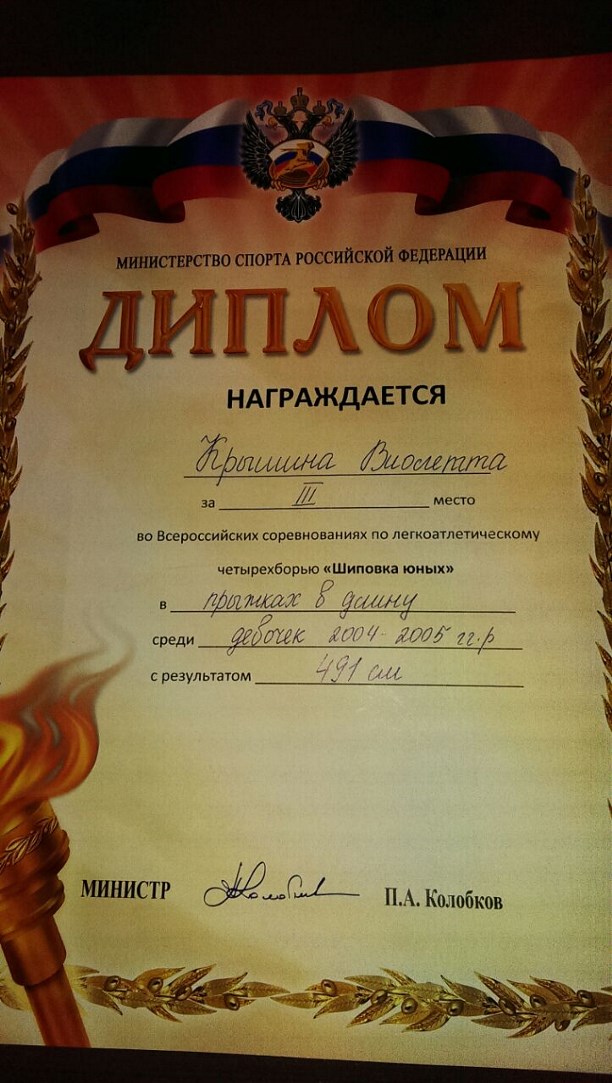 МИНИСТЕРСТВО СПОРТА РОССИЙСКОЙ ФЕДЕРАЦИИ
ДИПЛОМ
НАГРАЖДАЕТСЯ
Крышина Виолетта
за III место
во Всероссийских соревнованиях по легкоатлетическому
четырехборью «Шиповка юных»
в прыжках в длину
среди девочек 2004-2005 гг.р
с результатом 491 см
МИНИСТР П.А. Колобков